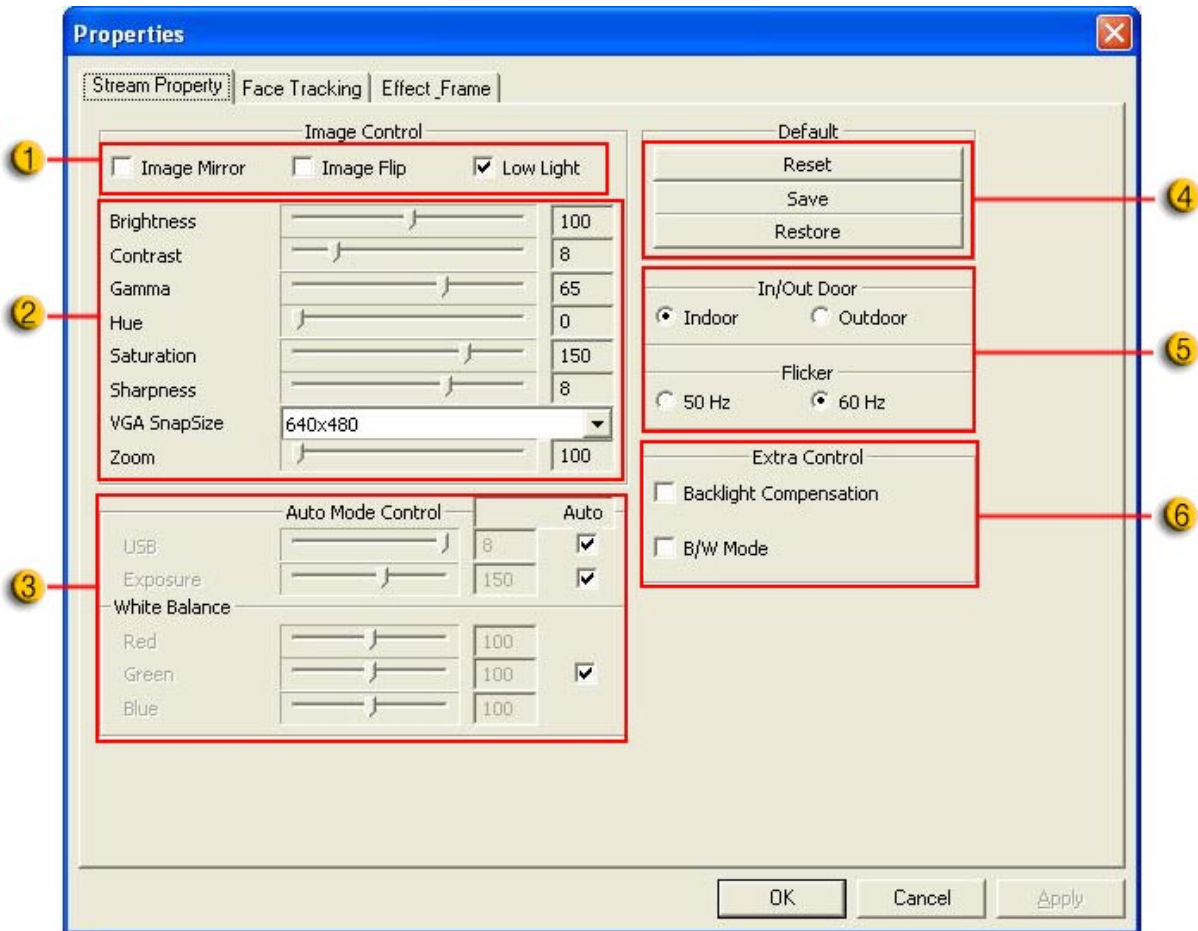 Properties
Stream Property Face Tracking Effect_Frame
Image Control
1
Image Mirror Image Flip Low Light
2
Brightness 100
Contrast 8
Gamma 65
Hue 0
Saturation 150
Sharpness 8
VGA SnapSize 640x480
Zoom 100
3
Auto Mode Control Auto
USB 8
Exposure 150
White Balance
Red 100
Green 100
Blue 100
Default
Reset
Save
Restore
4
In/Out Door
Indoor Outdoor
Flicker
50 Hz 60 Hz
5
Extra Control
Backlight Compensation
B/W Mode
6
OK Cancel Apply